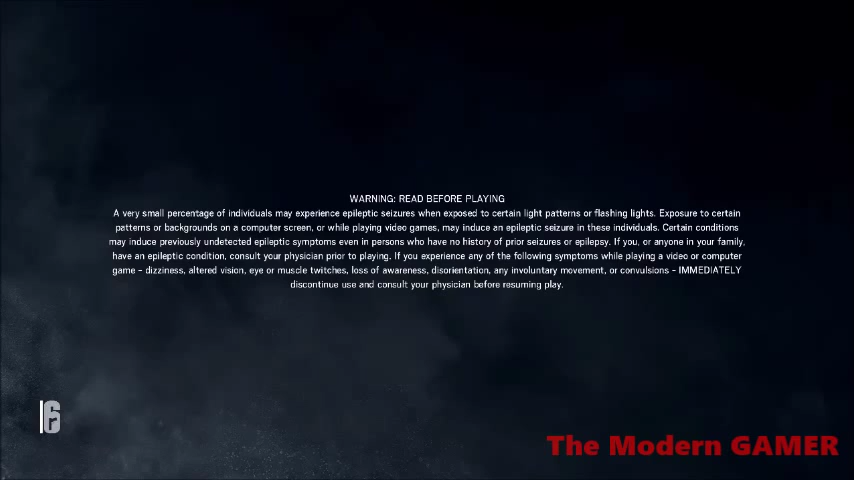 WARNING: READ BEFORE PLAYING
A very small percentage of individuals may experience epileptic seizures when exposed to certain light patterns or flashing lights. Exposure to certain
patterns or backgrounds on a computer screen, or while playing video games, may induce an epileptic seizure in these individuals. Certain conditions
may induce previously undetected epileptic symptoms even in persons who have no history of prior seizures or epilepsy. If you, or anyone in your family,
have an epileptic condition, consult your physician prior to playing. If you experience any of the following symptoms while playing a video or computer
game - dizziness, altered vision, eye or muscle twitches, loss of awareness, disorientation, any involuntary movement, or convulsions - IMMEDIATELY
discontinue use and consult your physician before resuming play.
6
The Modern GAMER